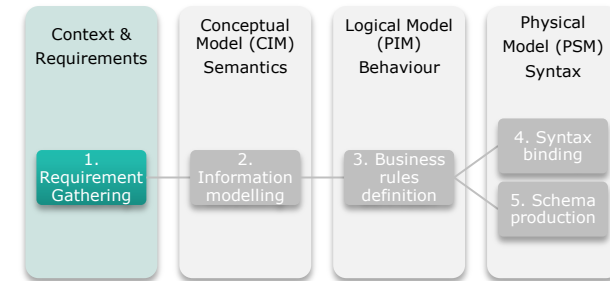 Context &
Requirements
Conceptual
Model (CIM)
Semantics
Logical Model
(PIM)
Behaviour
Physical
Model (PSM)
Syntax
1.
Requirement
Gathering
2.
Information
modelling
3. Business
rules
definition
4. Syntax
binding
5. Schema
production